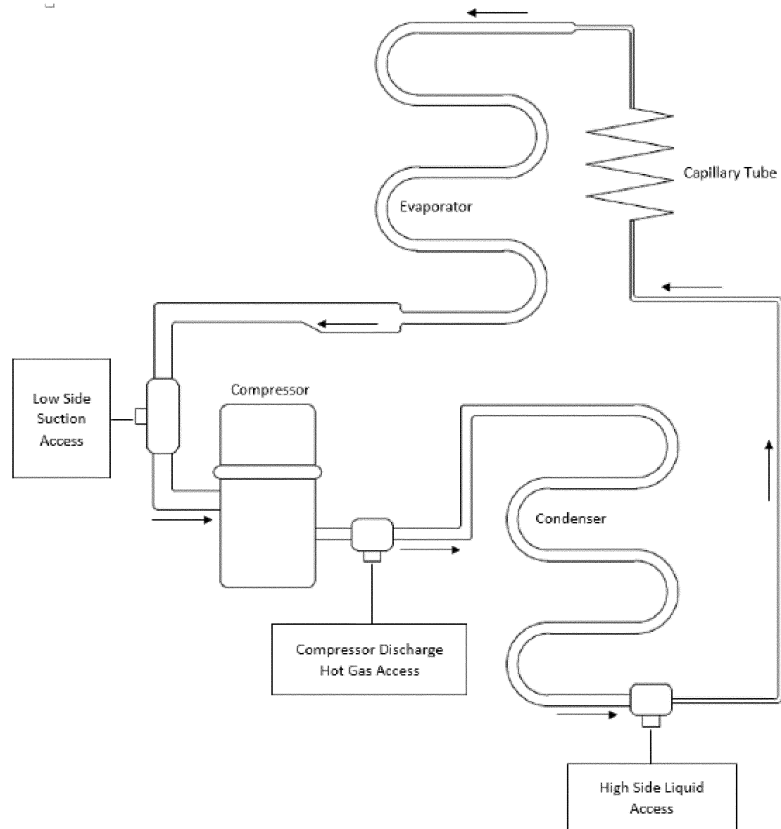 Capillary Tube
Evaporator
Compressor
Low Side
Suction
Access
Condenser
Compressor Discharge
Hot Gas Access
High Side Liquid
Access